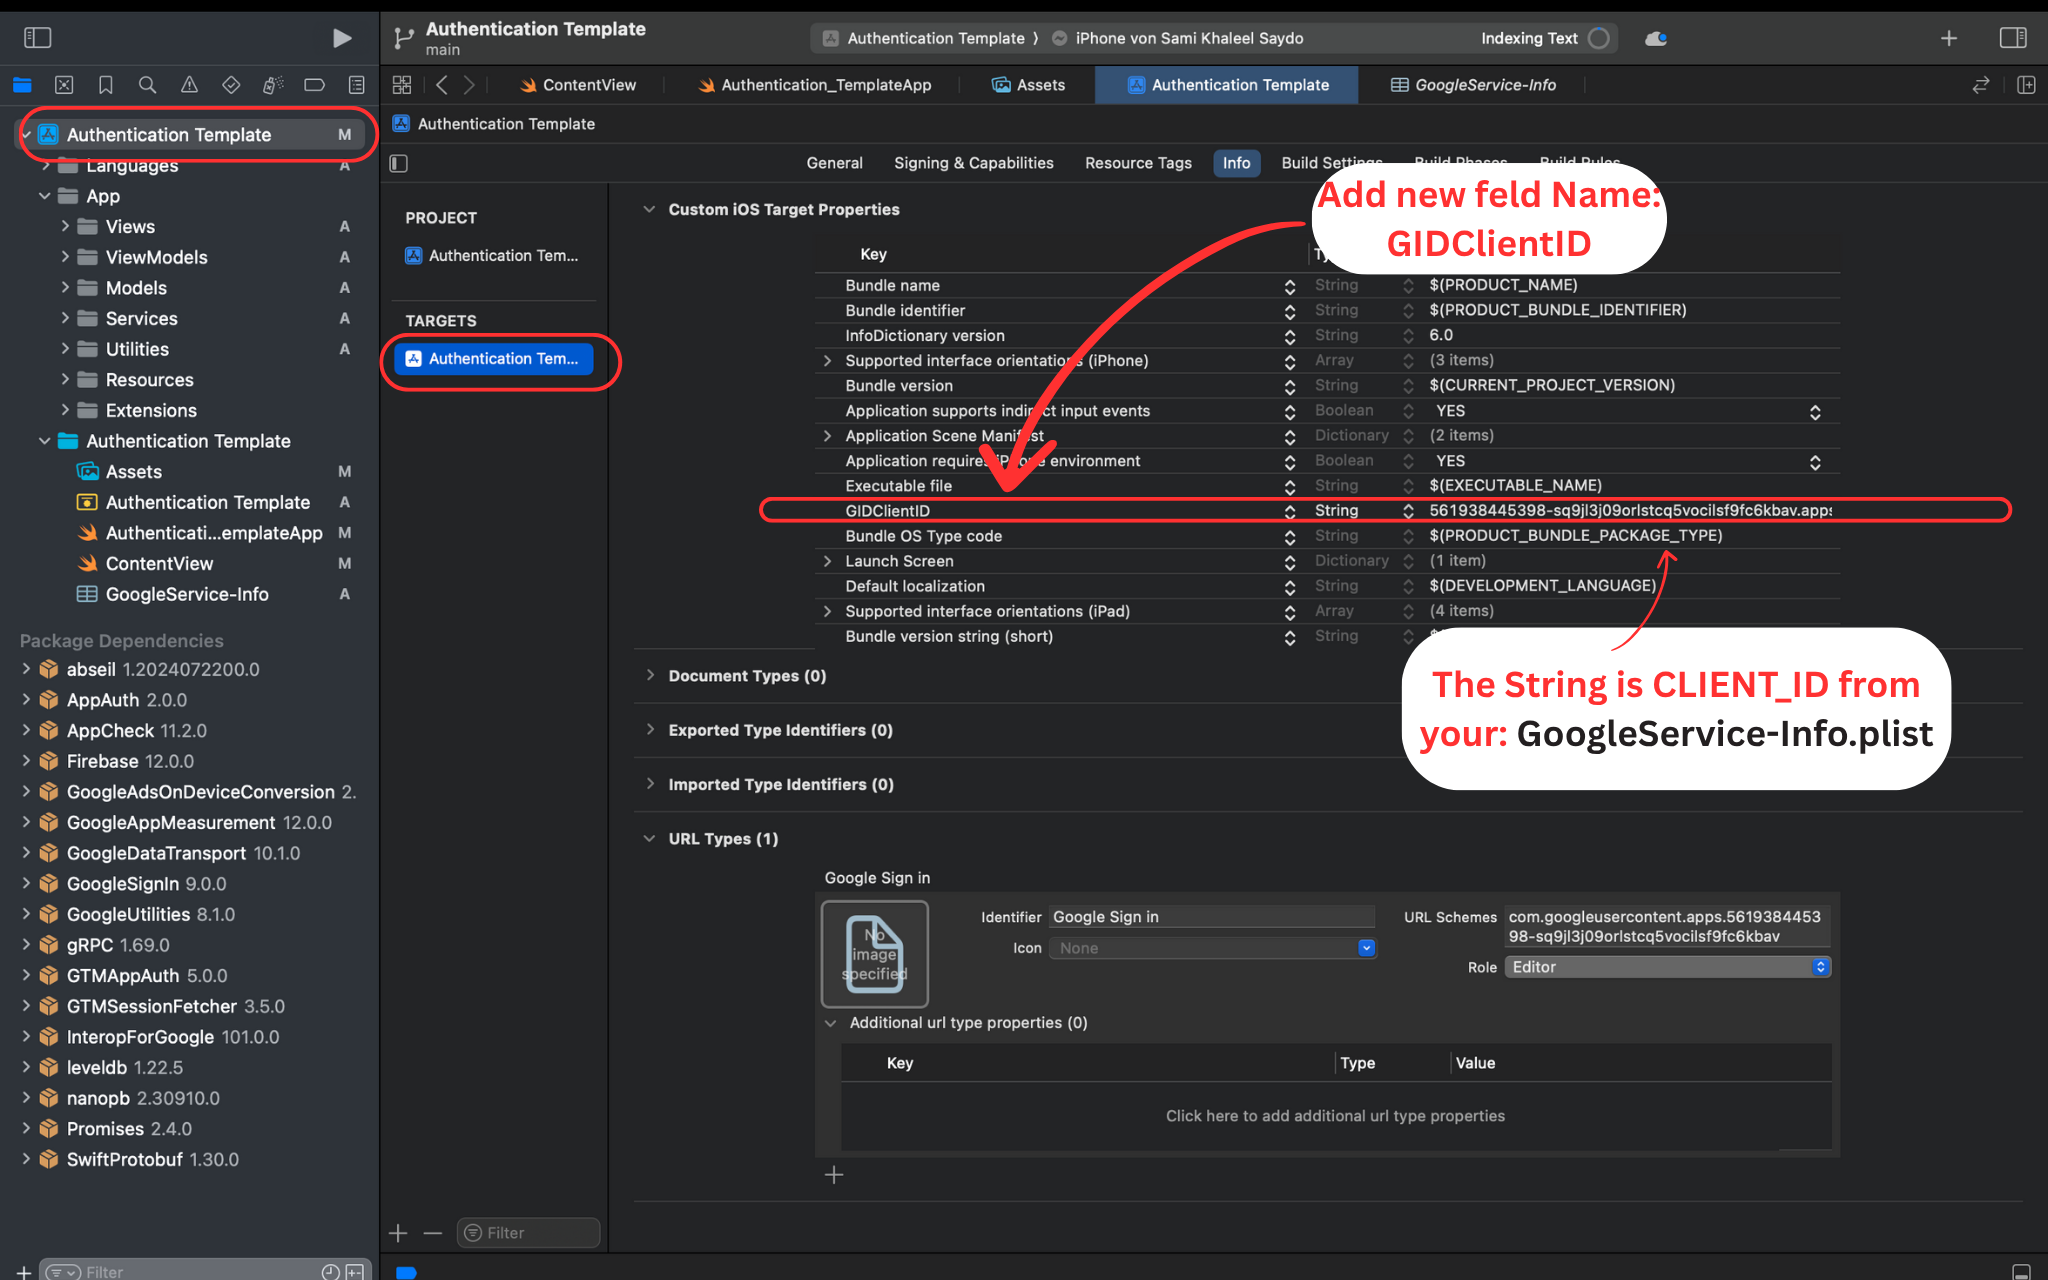 Authentication Template
main
Authentication Template
iPhone von Sami Khaleel Saydo
Indexing Text
ContentView
Authentication_TemplateApp
Assets
Authentication Template
GoogleService-Info
Authentication Template
Authentication Template M
Languages A
App
Views A
ViewModels A
Models A
Services A
Utilities A
Resources
Extensions
Authentication Template
Assets M
Authentication Template A
Authenticati...emplateApp M
ContentView M
GoogleService-Info A
Package Dependencies
abseil 1.2024072200.0
AppAuth 2.0.0
AppCheck 11.2.0
Firebase 12.0.0
GoogleAdsOnDeviceConversion 2.
GoogleAppMeasurement 12.0.0
GoogleDataTransport 10.1.0
GoogleSignIn 9.0.0
GoogleUtilities 8.1.0
gRPC 1.69.0
GTMAppAuth 5.0.0
GTMSessionFetcher 3.5.0
InteropForGoogle 101.0.0
leveldb 1.22.5
nanopb 2.30910.0
Promises 2.4.0
SwiftProtobuf 1.30.0
Filter
PROJECT
Authentication Tem...
TARGETS
Authentication Tem...
Filter
General Signing & Capabilities Resource Tags Info Build Settings Build Phases Build Rules
Add new feld Name:
GIDClientID
Custom iOS Target Properties
Key
Bundle name String $(PRODUCT_NAME)
Bundle identifier String $(PRODUCT_BUNDLE_IDENTIFIER)
InfoDictionary version String 6.0
Supported interface orientations (iPhone) Array (3 items)
Bundle version String $(CURRENT_PROJECT_VERSION)
Application supports indirect input events Boolean YES
Application Scene Manifest Dictionary (2 items)
Application requires iPhone environment Boolean YES
Executable file String $(EXECUTABLE_NAME)
GIDClientID String 561938445398-sq9jl3j09orlstcq5vocilsf9fc6kbav.apps
Bundle OS Type code String $(PRODUCT_BUNDLE_PACKAGE_TYPE)
Launch Screen Dictionary (1 item)
Default localization String $(DEVELOPMENT_LANGUAGE)
Supported interface orientations (iPad) Array (4 items)
Bundle version string (short) String
The String is CLIENT_ID from
your: GoogleService-Info.plist
Document Types (0)
Exported Type Identifiers (0)
Imported Type Identifiers (0)
URL Types (1)
Google Sign in
No
image
specified
Identifier Google Sign in
Icon None
URL Schemes com.googleusercontent.apps.5619384453
98-sq9jl3j09orlstcq5vocilsf9fc6kbav
Role Editor
Additional url type properties (0)
Key Type Value
Click here to add additional url type properties